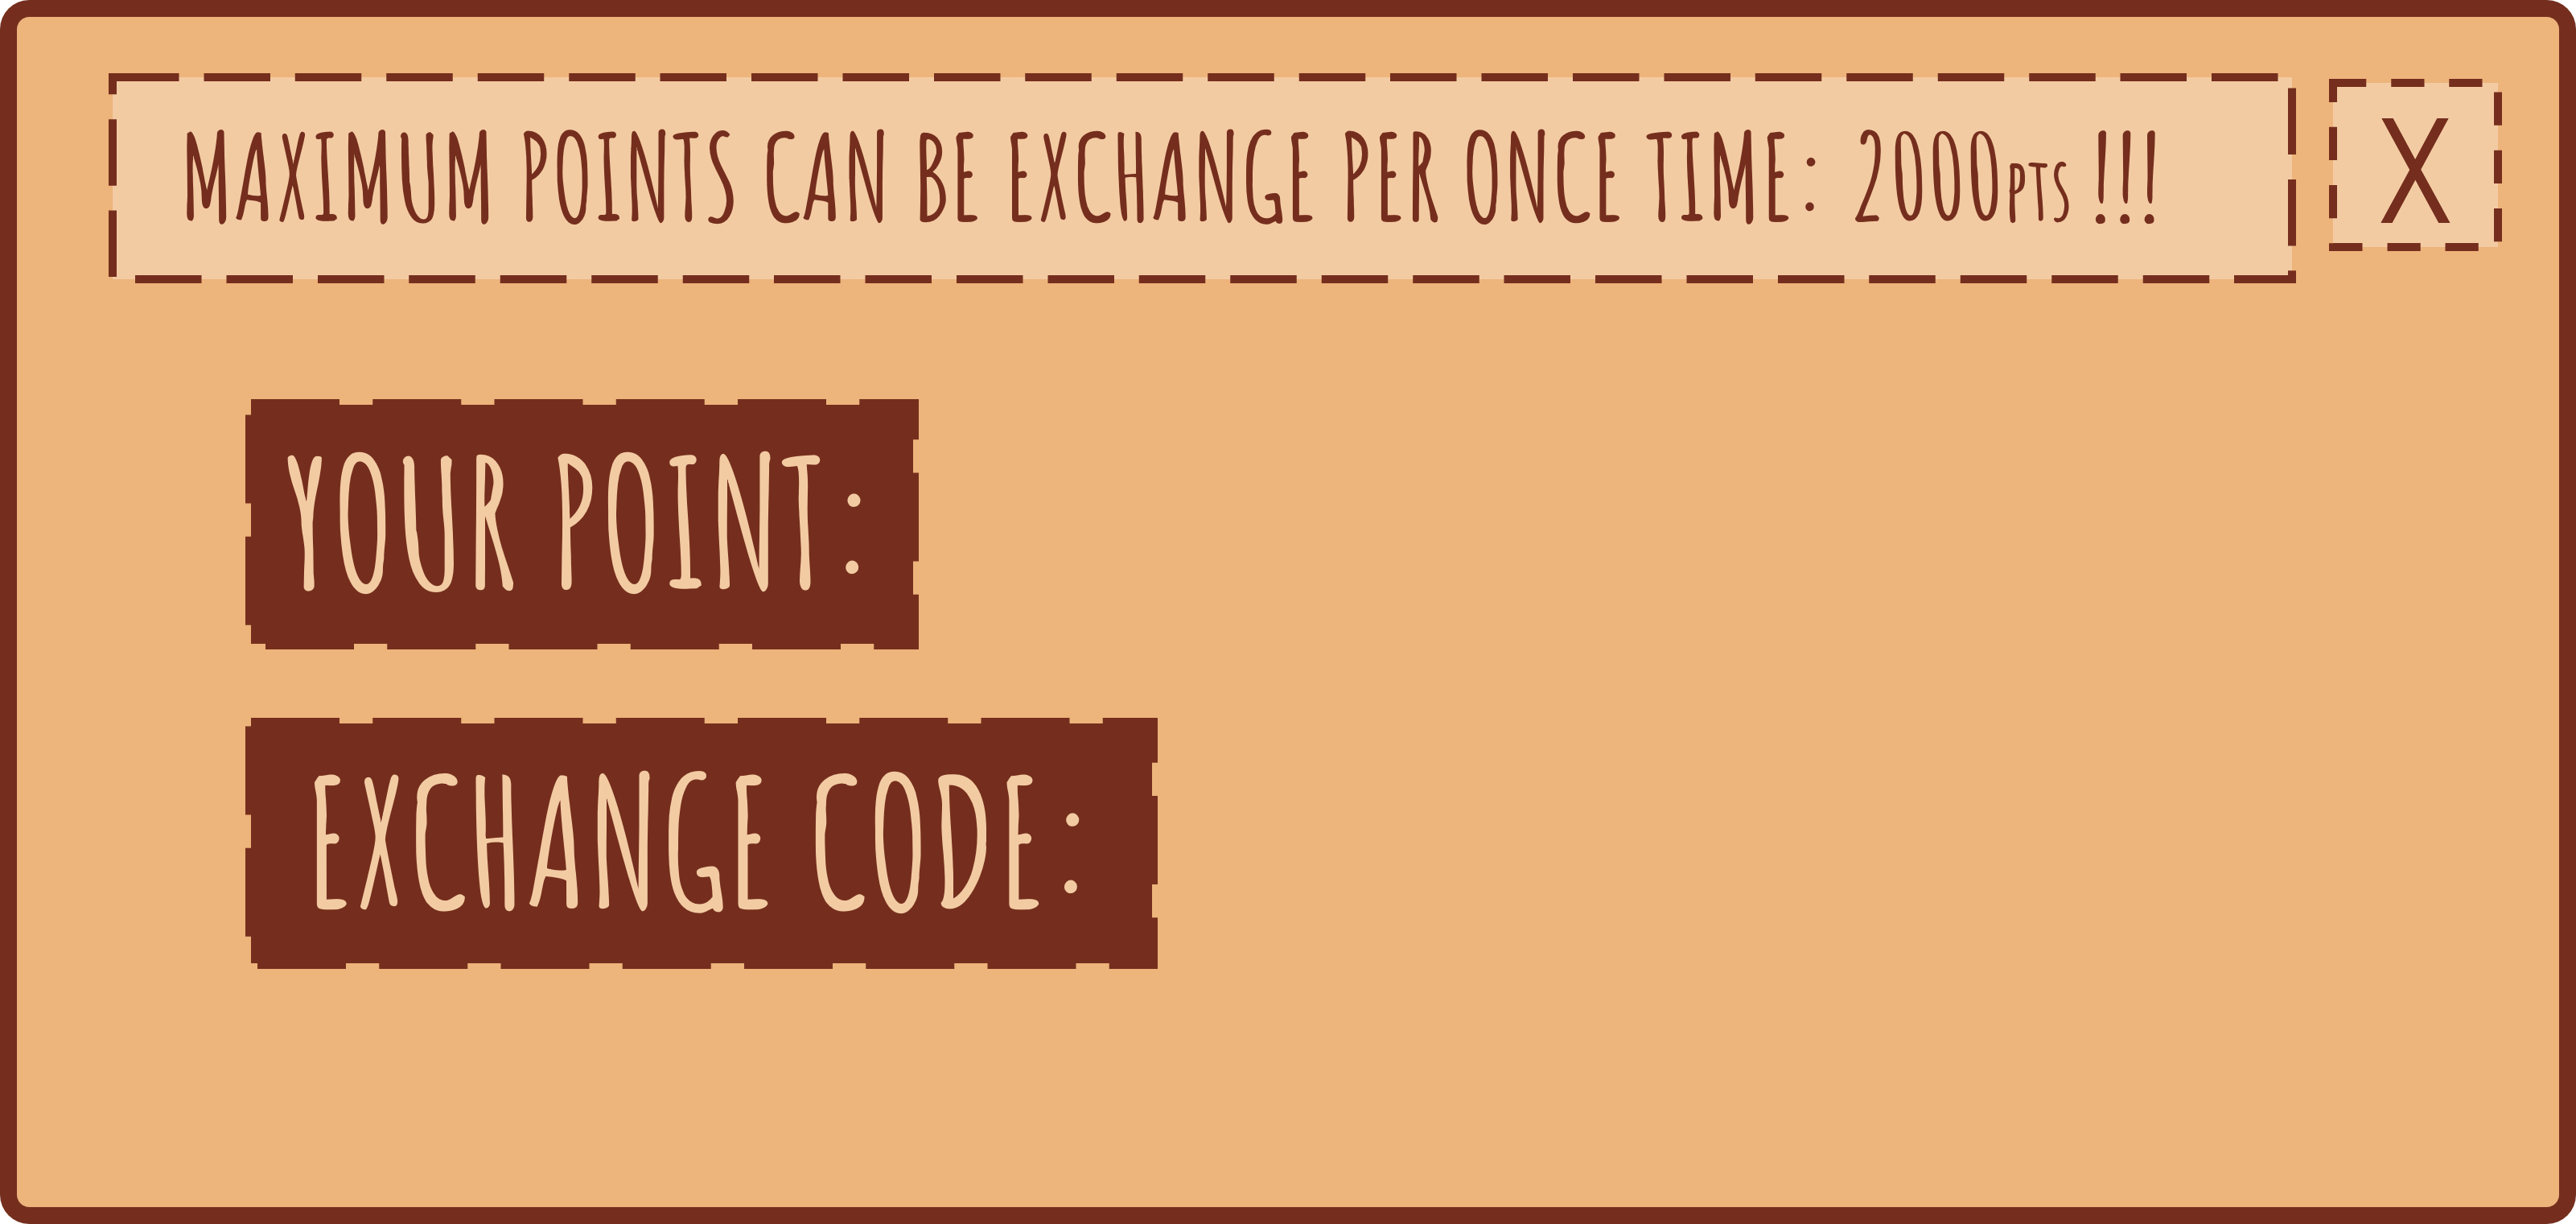 MAXIMUM POINTS CAN BE EXCHANGE PER ONCE TIME: 2000PTS !!! X
YOUR POINT:
EXCHANGE CODE: